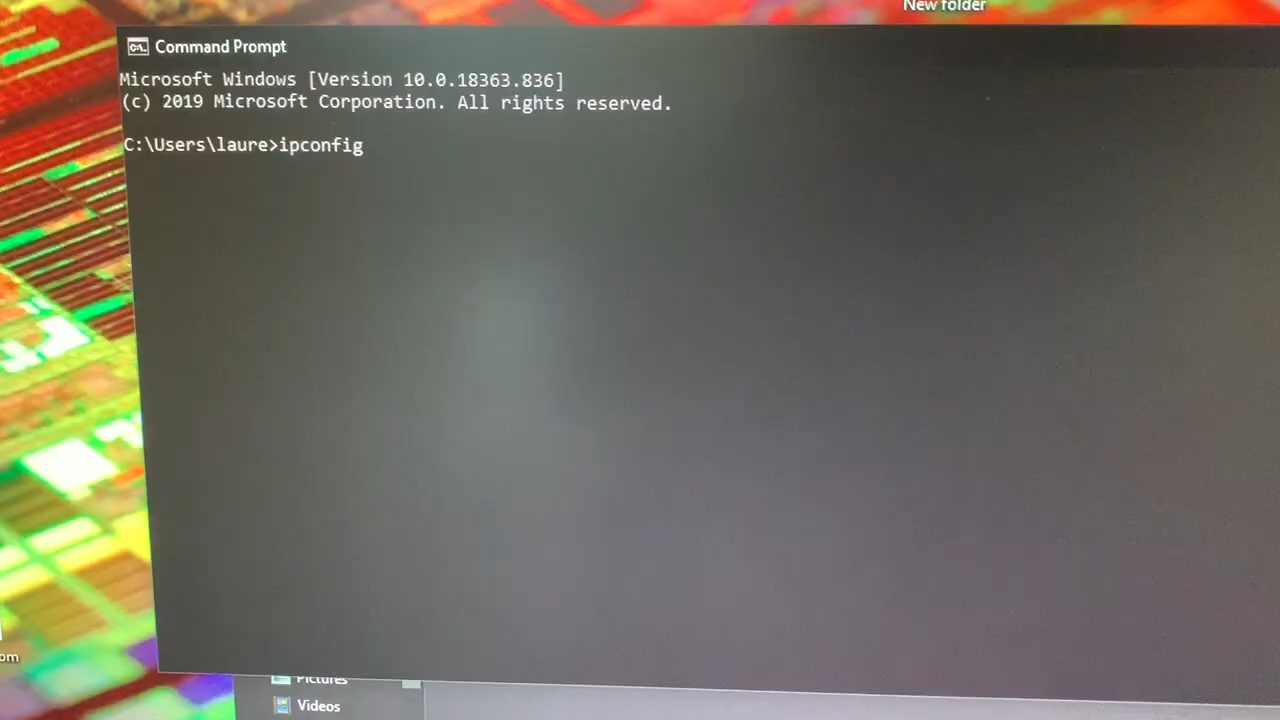 New folder
Command Prompt
Microsoft Windows [Version 10.0.18363.836]
(c) 2019 Microsoft Corporation. All rights reserved.
C:\Users\laure>ipconfig
om
Pictures
Videos